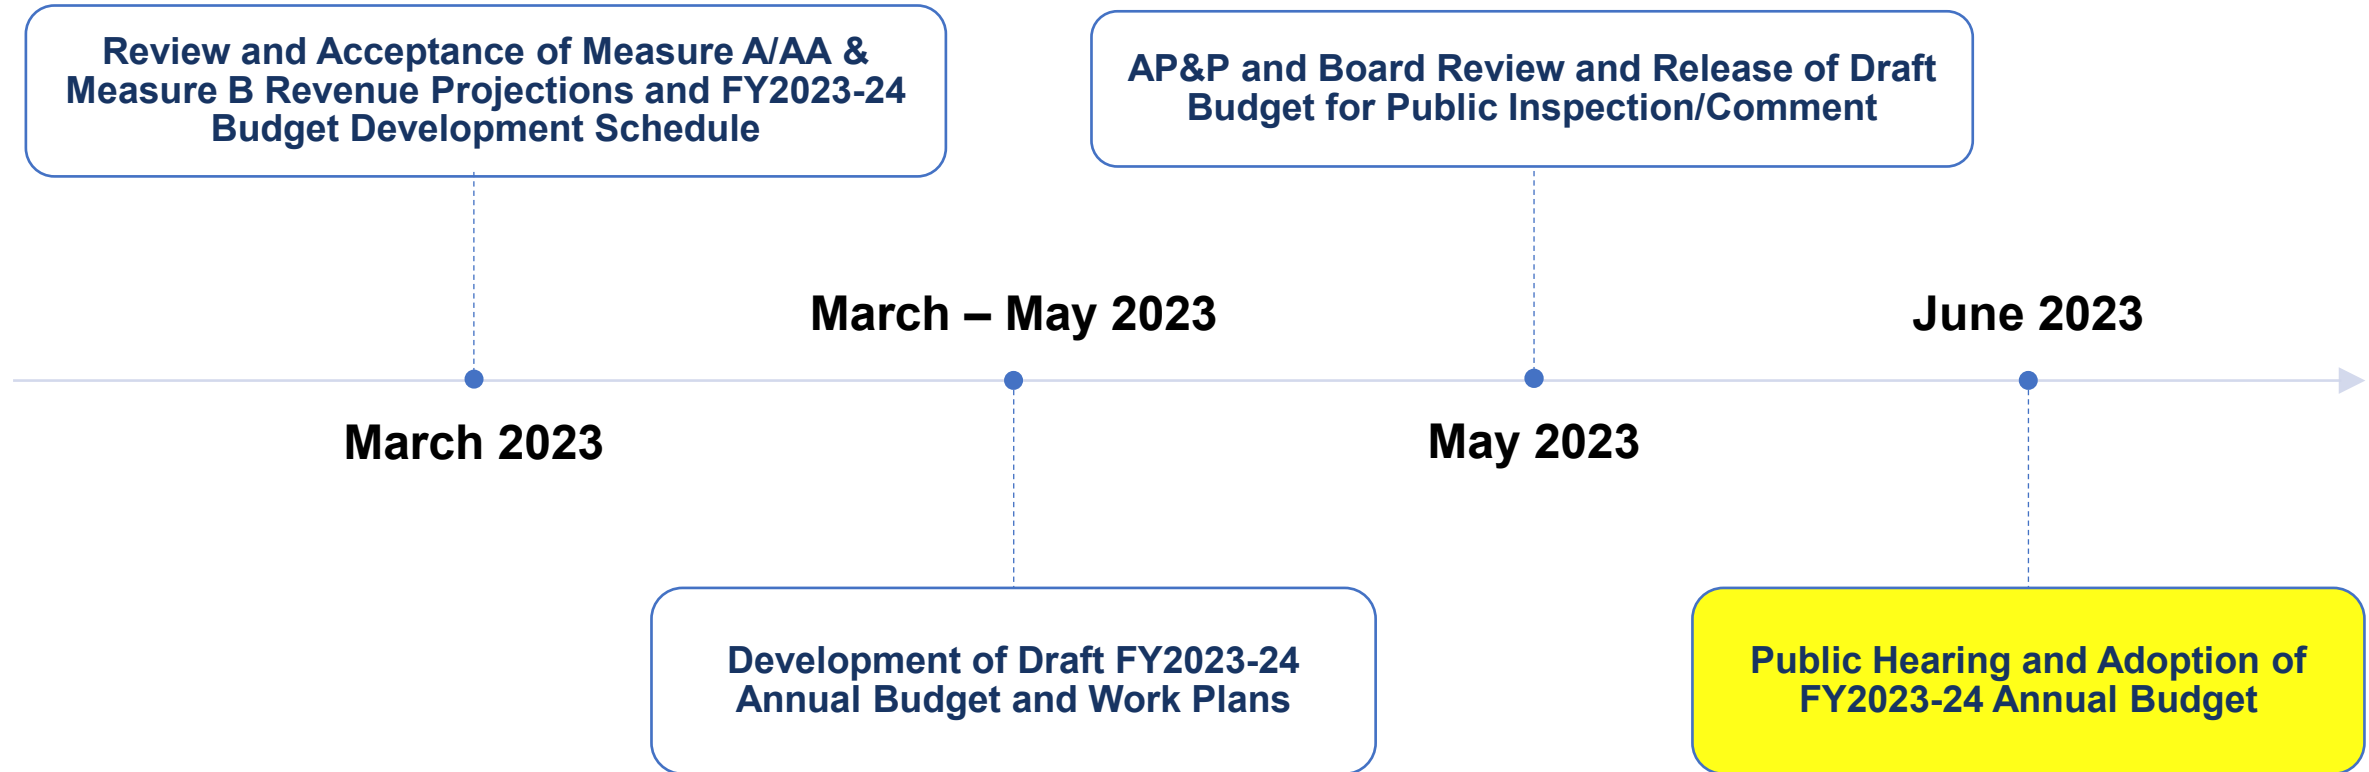 Review and Acceptance of Measure A/AA &
Measure B Revenue Projections and FY2023-24
Budget Development Schedule
AP&P and Board Review and Release of Draft
Budget for Public Inspection/Comment
March – May 2023
June 2023
March 2023
May 2023
Development of Draft FY2023-24
Annual Budget and Work Plans
Public Hearing and Adoption of
FY2023-24 Annual Budget